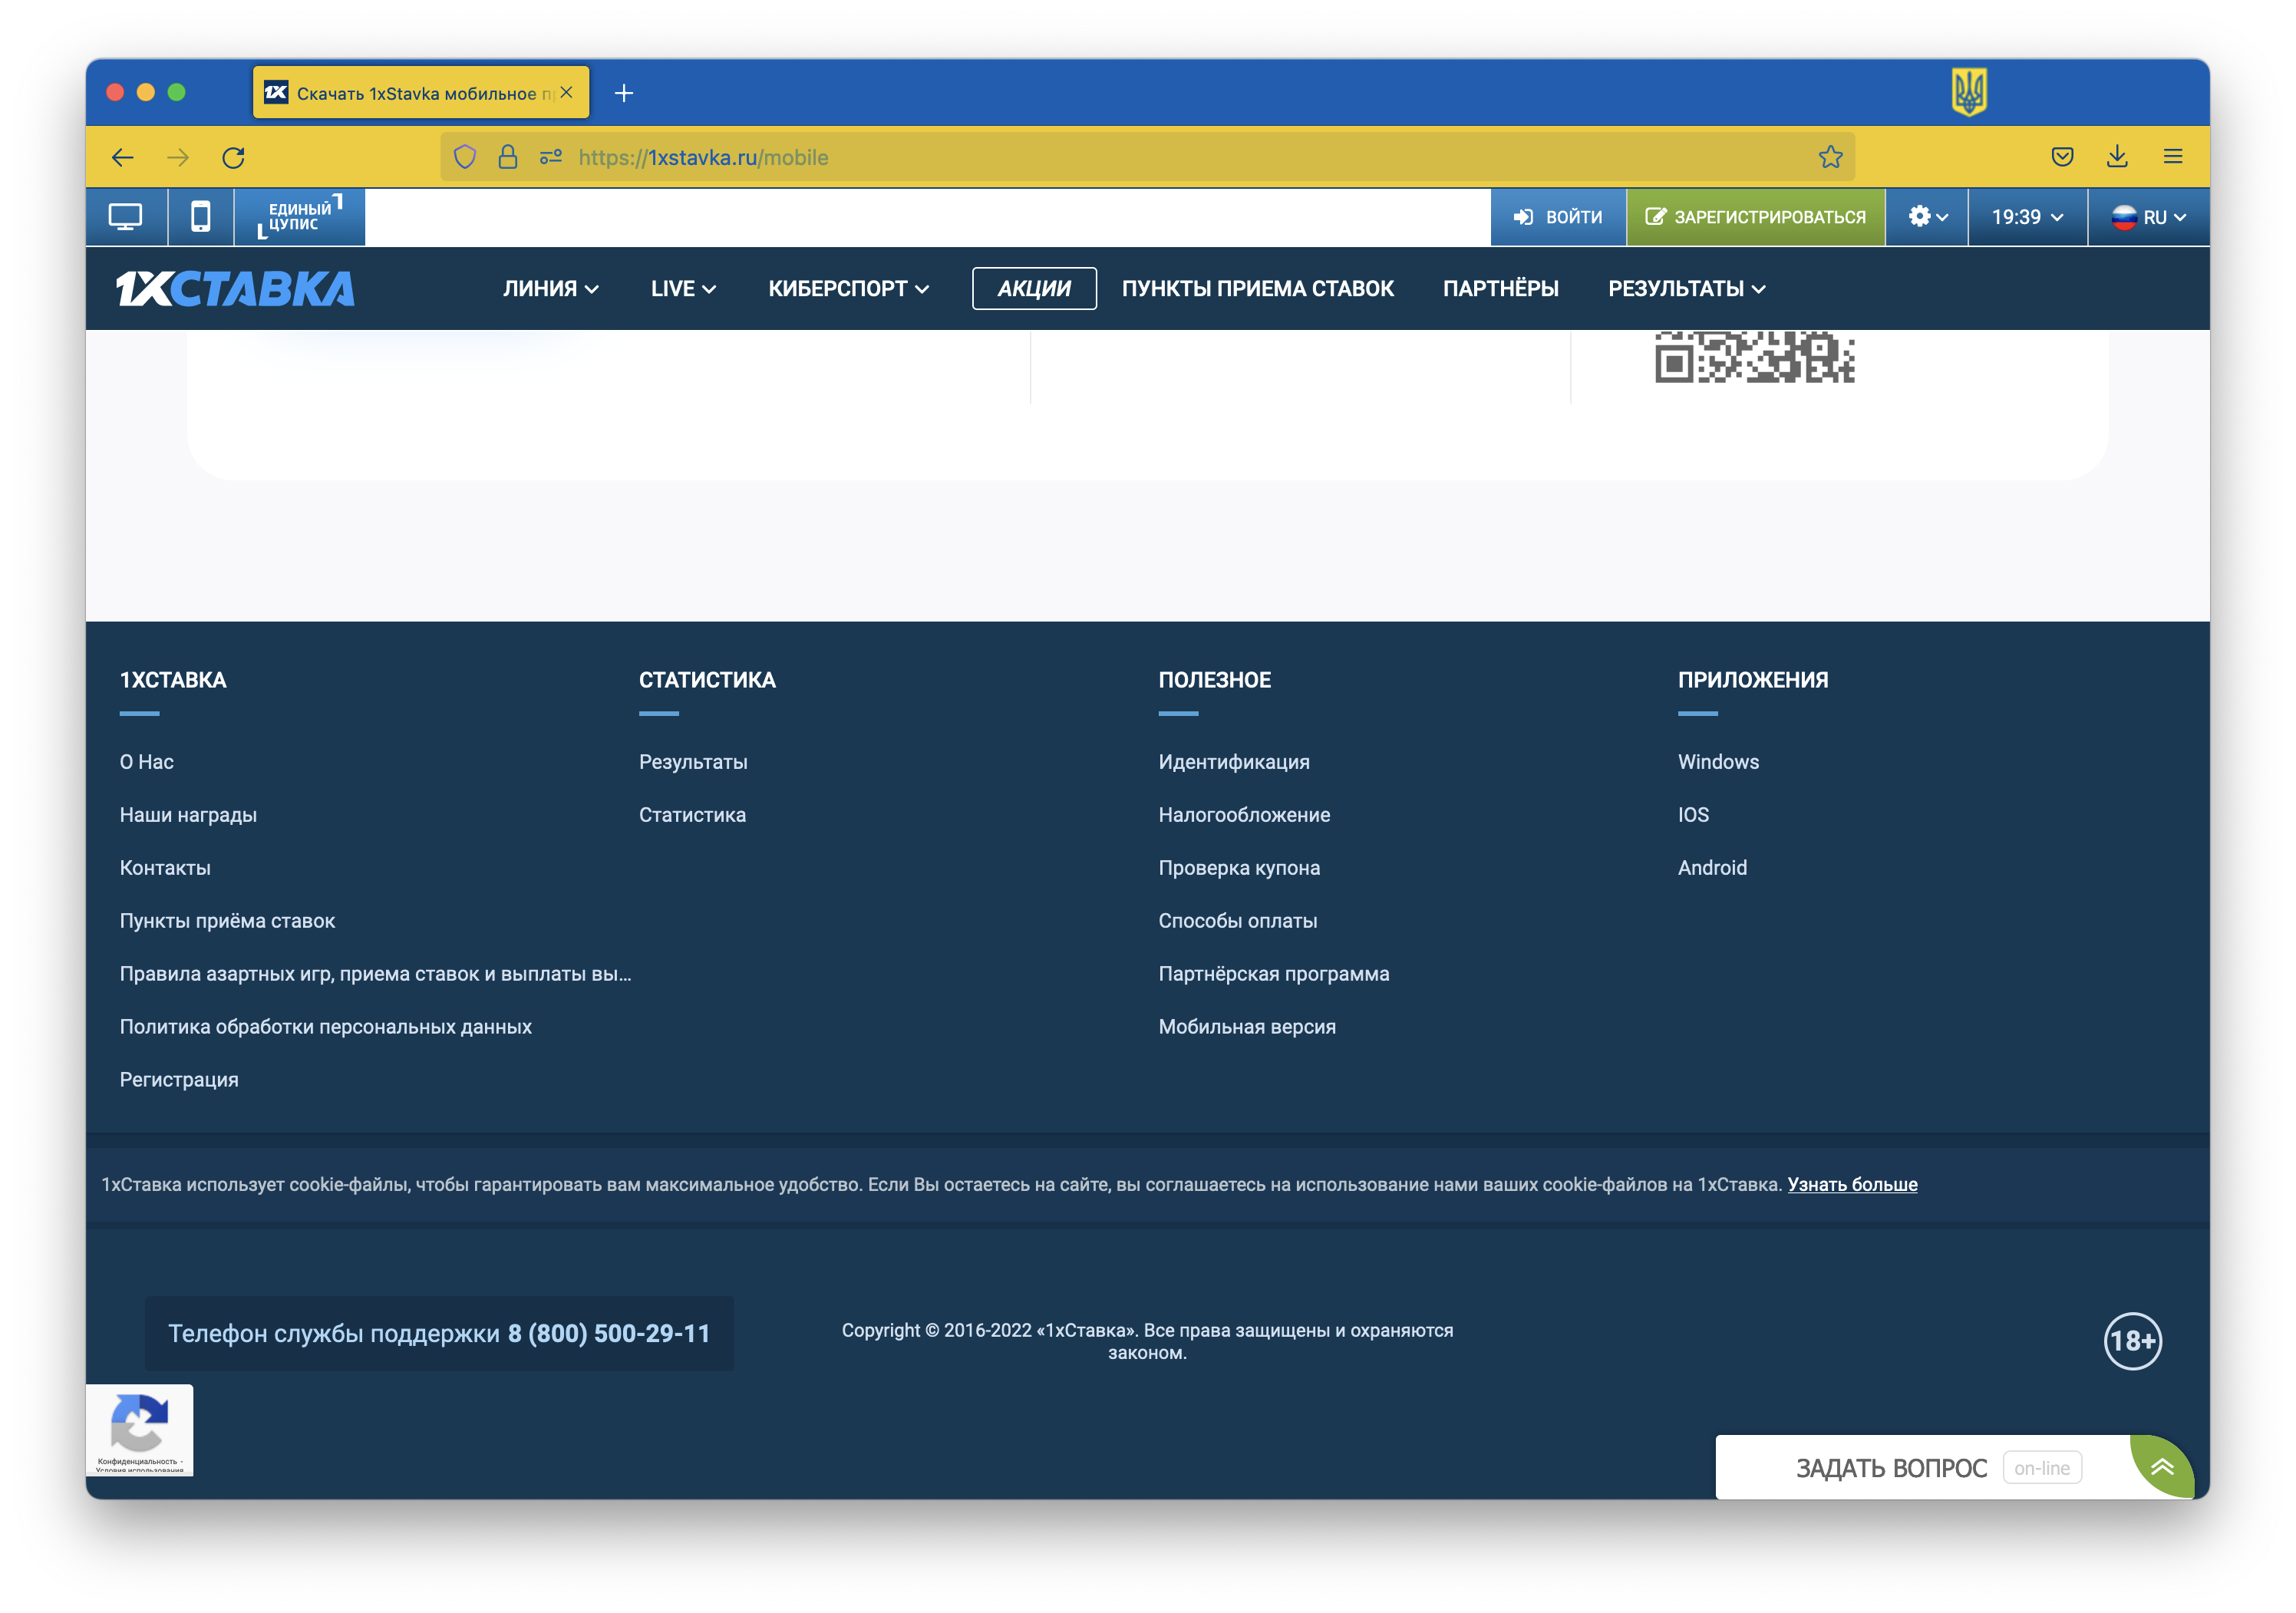 1X Скачать 1xStavka мобильное п
https://1xstavka.ru/mobile
ЕДИНЫЙ
ЦУПИС
ВОЙТИ
ЗАРЕГИСТРИРОВАТЬСЯ
19:39
RU
1XСТАВКА
ЛИНИЯ
LIVE
КИБЕРСПОРТ
АКЦИИ
ПУНКТЫ ПРИЕМА СТАВОК
ПАРТНЁРЫ
РЕЗУЛЬТАТЫ
1ХСТАВКА
О Нас
Наши награды
Контакты
Пункты приёма ставок
Правила азартных игр, приема ставок и выплаты вы...
Политика обработки персональных данных
Регистрация
СТАТИСТИКА
Результаты
Статистика
ПОЛЕЗНОЕ
Идентификация
Налогообложение
Проверка купона
Способы оплаты
Партнёрская программа
Мобильная версия
ПРИЛОЖЕНИЯ
Windows
IOS
Android
1хСтавка использует cookie-файлы, чтобы гарантировать вам максимальное удобство. Если Вы остаетесь на сайте, вы соглашаетесь на использование нами ваших cookie-файлов на 1хСтавка. Узнать больше
Телефон службы поддержки 8 (800) 500-29-11
Copyright © 2016-2022 «1хСтавка». Все права защищены и охраняются
законом.
18+
Конфиденциальность -
Условия использования
ЗАДАТЬ ВОПРОС
on-line